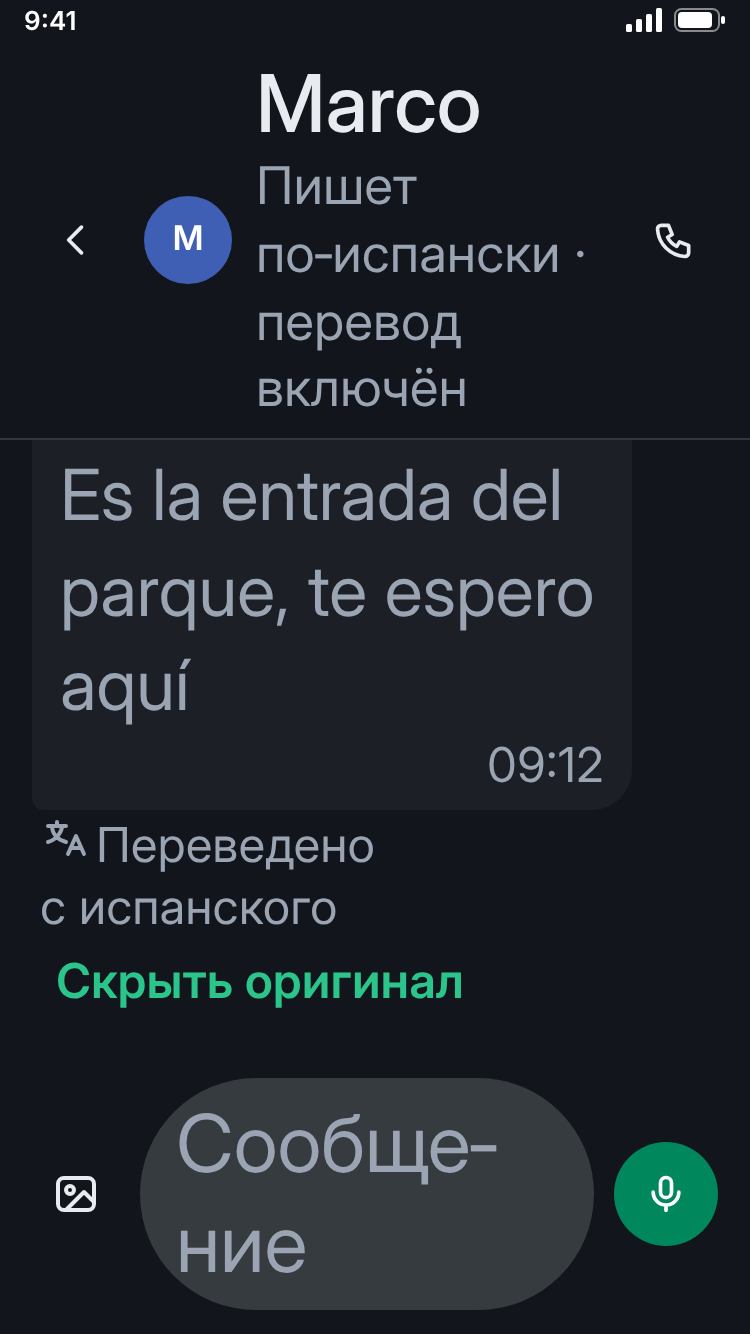 9:41
Marco
Пишет
по-испански ·
перевод
включён
M
Es la entrada del
parque, te espero
aquí
09:12
Переведено
с испанского
Скрыть оригинал
Сообще-
ние